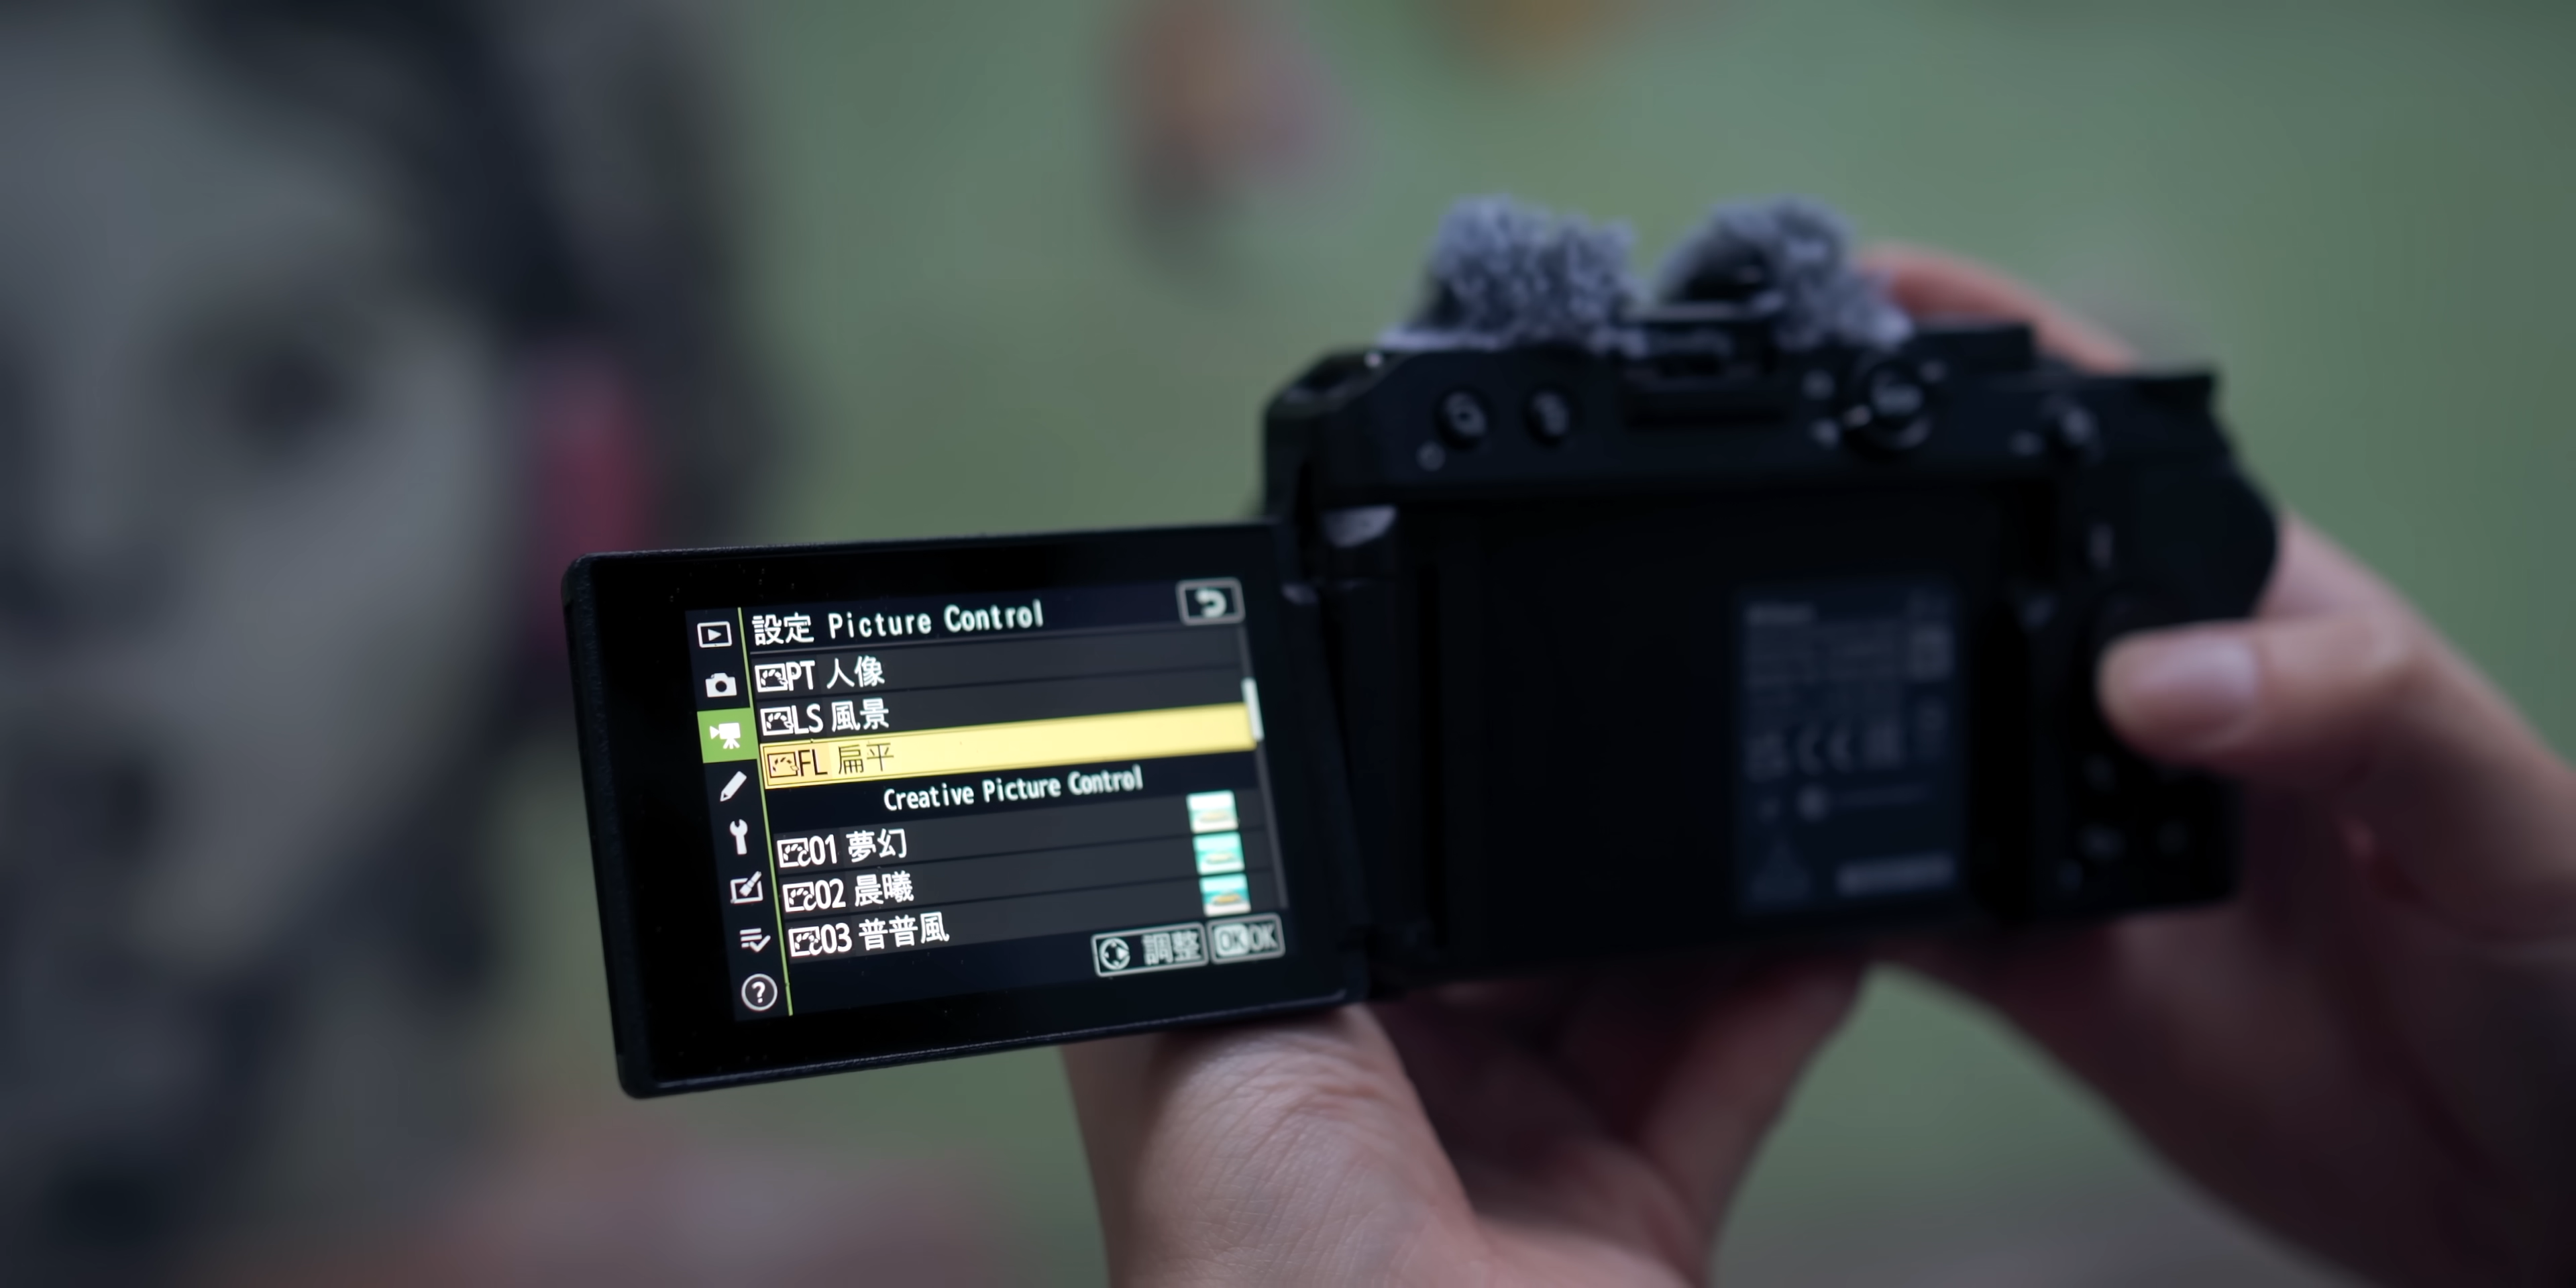 設定 Picture Control
PT 人像
LS 風景
FL 扁平
Creative Picture Control
01 夢幻
02 晨曦
03 普普風
調整 OK OK
?